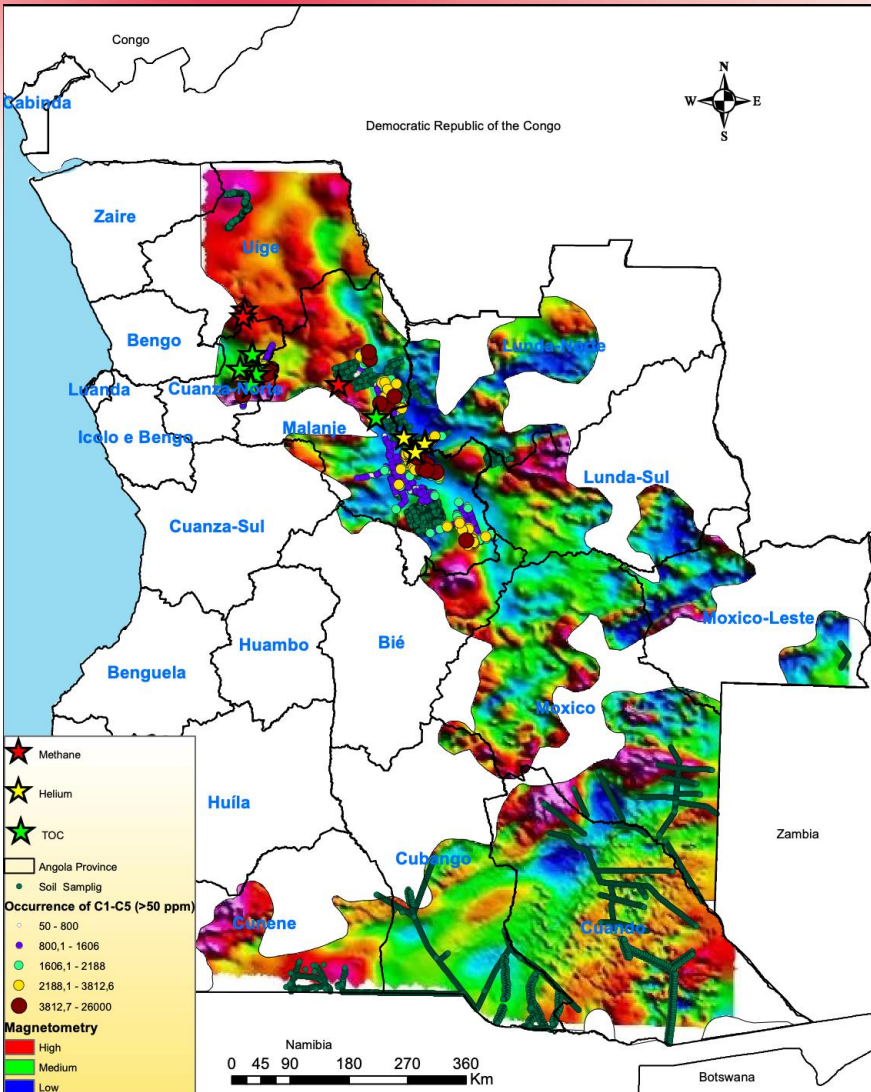 Congo
N
W
E
S
Cabinda
Democratic Republic of the Congo
Zaire
Uíge
Bengo
Lunda-Norte
Luanda
Cuanza-Norte
Malanje
Icolo e Bengo
Lunda-Sul
Cuanza-Sul
Moxico-Leste
Huambo
Bié
Benguela
Moxico
Methane
Helium
Huíla
TOC
Zambia
Cubango
Angola Province
Soil Samplig
Occurrence of C1-C5 (>50 ppm)
Cunene
Cuando
50 - 800
800,1 - 1606
1606,1 - 2188
2188,1 - 3812,6
3812,7 - 26000
Magnetometry
High
Medium
Low
Namibia
0 45 90 180 270 360
Km
Botswana